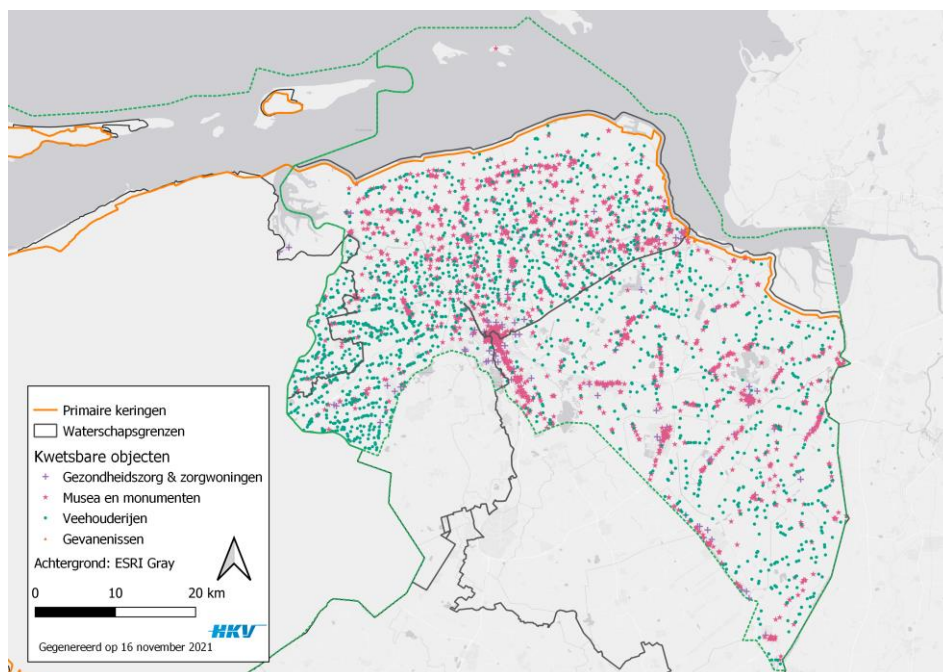 Primaire keringen
Waterschapsgrenzen
Kwetsbare objecten
Gezondheidszorg & zorgwoningen
Musea en monumenten
Veehouderijen
Gevanenissen
Achtergrond: ESRI Gray
0 10 20 km
HKV
Gegenereerd op 16 november 2021